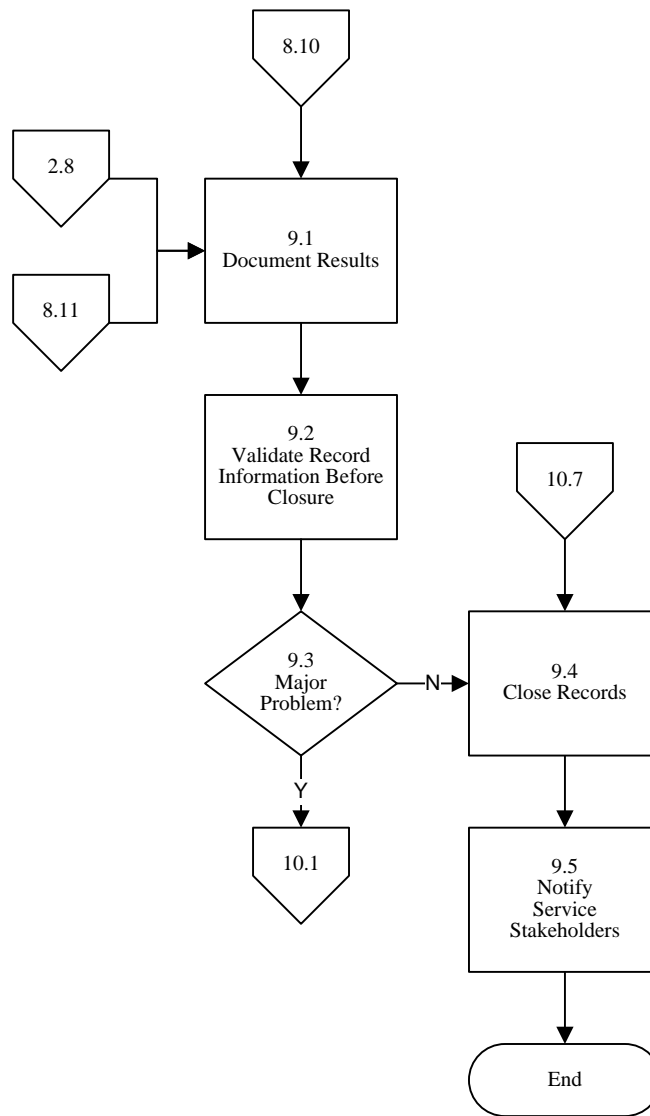 8.10
2.8
9.1
Document Results
8.11
9.2
Validate Record
Information Before
Closure
10.7
9.3
Major
Problem?
N
9.4
Close Records
Y
10.1
9.5
Notify
Service
Stakeholders
End